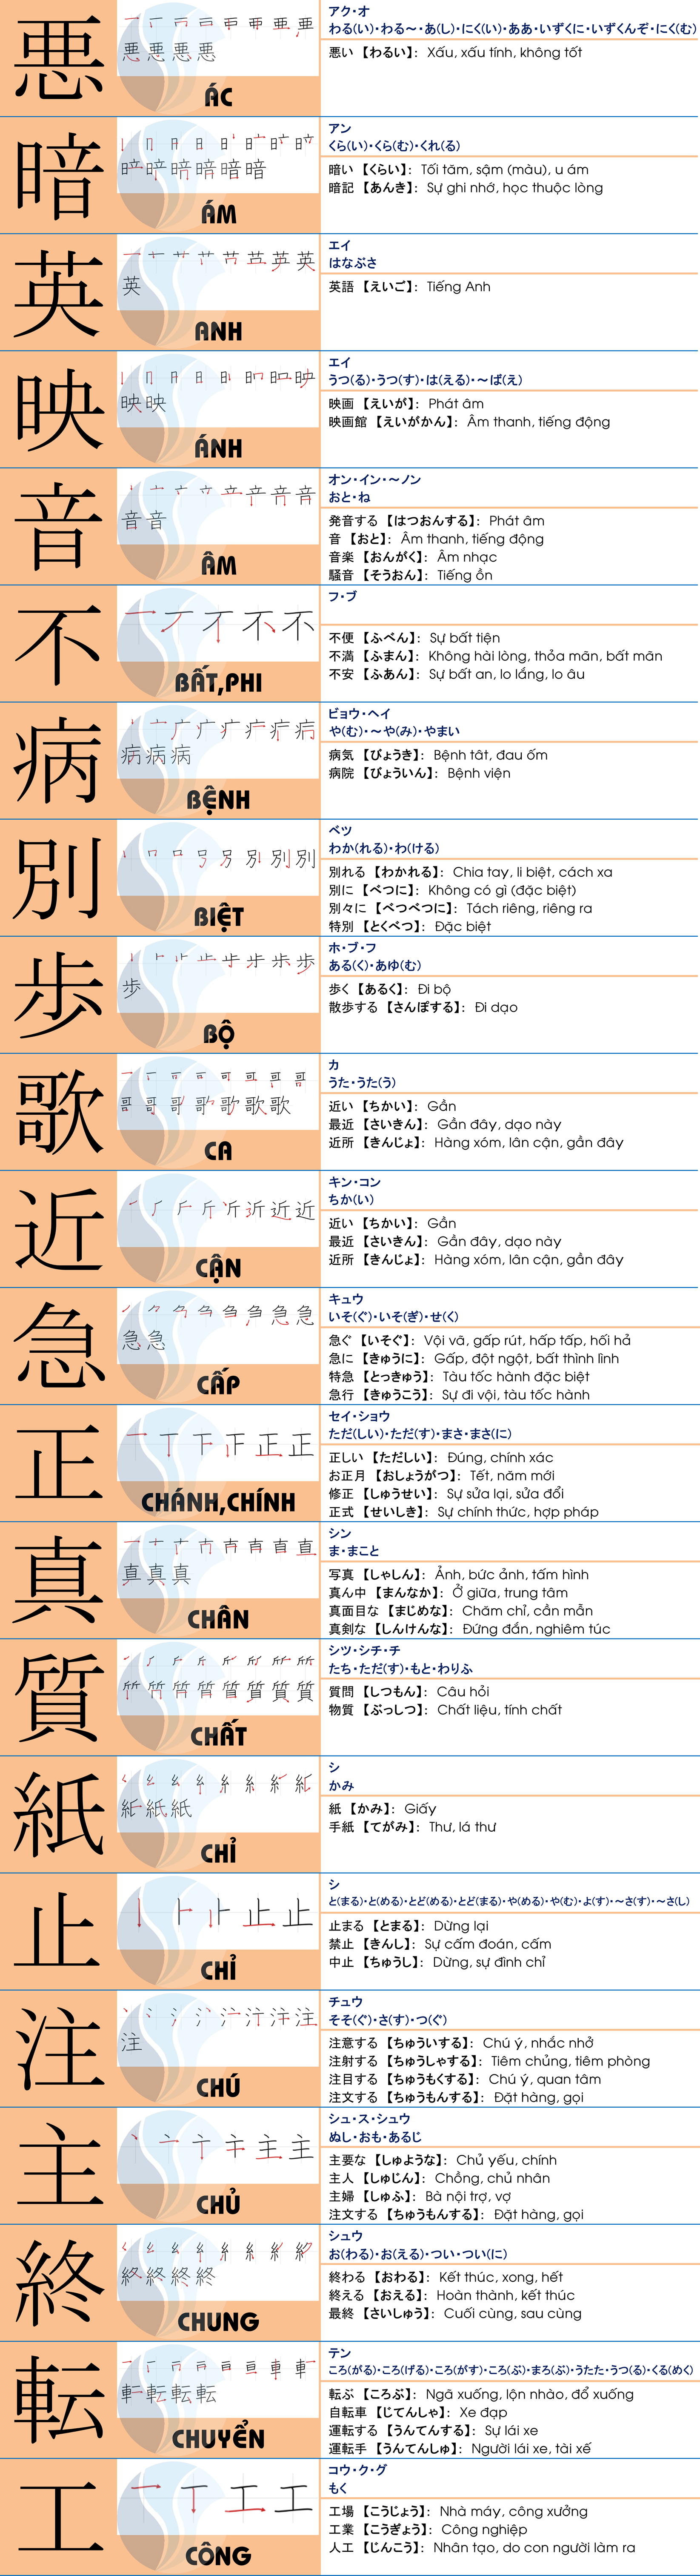 悪
ÁC
アク・オ
わる(い)・わる～・あ(し)・にく(い)・ああ・いずくに・いずくんぞ・にく(む)
悪い【わるい】: Xấu, xấu tính, không tốt
暗
ÁM
アン
くら(い)・くら(む)・くれ(る)
暗い【くらい】: Tối tăm, sậm (màu), u ám
暗記【あんき】: Sự ghi nhớ, học thuộc lòng
英
ANH
エイ
はなぶさ
英語【えいご】: Tiếng Anh
映
ÁNH
エイ
うつ(る)・うつ(す)・は(える)・～ば(え)
映画【えいが】: Phát âm
映画館【えいがかん】: Âm thanh, tiếng động
音
ÂM
オン・イン・～ノン
おと・ね
発音する【はつおんする】: Phát âm
音【おと】: Âm thanh, tiếng động
音楽【おんがく】: Âm nhạc
騒音【そうおん】: Tiếng ồn
不
BẤT,PHI
フ・ブ
不便【ふべん】: Sự bất tiện
不満【ふまん】: Không hài lòng, thỏa mãn, bất mãn
不安【ふあん】: Sự bất an, lo lắng, lo âu
病
BỆNH
ビョウ・ヘイ
や(む)・～や(み)・やまい
病気【びょうき】: Bệnh tât, đau ốm
病院【びょういん】: Bệnh viện
別
BIỆT
ベツ
わか(れる)・わ(ける)
別れる【わかれる】: Chia tay, li biệt, cách xa
別に【べつに】: Không có gì (đặc biệt)
別々に【べつべつに】: Tách riêng, riêng ra
特別【とくべつ】: Đặc biệt
歩
BỘ
ホ・ブ・フ
ある(く)・あゆ(む)
歩く【あるく】: Đi bộ
散歩する【さんぽする】: Đi dạo
歌
CA
カ
うた・うた(う)
近い【ちかい】: Gần
最近【さいきん】: Gần đây, dạo này
近所【きんじょ】: Hàng xóm, lân cận, gần đây
近
CẬN
キン・コン
ちか(い)
近い【ちかい】: Gần
最近【さいきん】: Gần đây, dạo này
近所【きんじょ】: Hàng xóm, lân cận, gần đây
急
CẤP
キュウ
いそ(ぐ)・いそ(ぎ)・せ(く)
急ぐ【いそぐ】: Vội vã, gấp rút, hấp tấp, hối hả
急に【きゅうに】: Gấp, đột ngột, bất thình lình
特急【とっきゅう】: Tàu tốc hành đặc biệt
急行【きゅうこう】: Sự đi vội, tàu tốc hành
正
CHÁNH,CHÍNH
セイ・ショウ
ただ(しい)・ただ(す)・まさ・まさ(に)
正しい【ただしい】: Đúng, chính xác
お正月【おしょうがつ】: Tết, năm mới
修正【しゅうせい】: Sự sửa lại, sửa đổi
正式【せいしき】: Sự chính thức, hợp pháp
真
CHÂN
シン
ま・まこと
写真【しゃしん】: Ảnh, bức ảnh, tấm hình
真ん中【まんなか】: Ở giữa, trung tâm
真面目な【まじめな】: Chăm chỉ, cần mẫn
真剣な【しんけんな】: Đứng đắn, nghiêm túc
質
CHẤT
シツ・シチ・チ
たち・ただ(す)・もと・わりふ
質問【しつもん】: Câu hỏi
物質【ぶっしつ】: Chất liệu, tính chất
紙
CHỈ
シ
かみ
紙【かみ】: Giấy
手紙【てがみ】: Thư, lá thư
止
CHỈ
シ
と(まる)・と(める)・とど(める)・とど(まる)・や(める)・や(む)・よ(す)・～さ(す)・～さ(し)
止まる【とまる】: Dừng lại
禁止【きんし】: Sự cấm đoán, cấm
中止【ちゅうし】: Dừng, sự đình chỉ
注
CHÚ
チュウ
そそ(ぐ)・さ(す)・つ(ぐ)
注意する【ちゅういする】: Chú ý, nhắc nhở
注射する【ちゅうしゃする】: Tiêm chủng, tiêm phòng
注目する【ちゅうもくする】: Chú ý, quan tâm
注文する【ちゅうもんする】: Đặt hàng, gọi
主
CHỦ
シュ・ス・シュウ
ぬし・おも・あるじ
主要な【しゅような】: Chủ yếu, chính
主人【しゅじん】: Chồng, chủ nhân
主婦【しゅふ】: Bà nội trợ, vợ
注文する【ちゅうもんする】: Đặt hàng, gọi
終
CHUNG
シュウ
お(わる)・お(える)・つい・つい(に)
終わる【おわる】: Kết thúc, xong, hết
終える【おえる】: Hoàn thành, kết thúc
最終【さいしゅう】: Cuối cùng, sau cùng
転
CHUYỂN
テン
ころ(がる)・ころ(げる)・ころ(がす)・ころ(ぶ)・まろ(ぶ)・うたた・うつ(る)・くる(めく)
転ぶ【ころぶ】: Ngã xuống, lộn nhào, đổ xuống
自転車【じてんしゃ】: Xe đạp
運転する【うんてんする】: Sự lái xe
運転手【うんてんしゅ】: Người lái xe, tài xế
工
CÔNG
コウ・ク・グ
もく
工場【こうじょう】: Nhà máy, công xưởng
工業【こうぎょう】: Công nghiệp
人工【じんこう】: Nhân tạo, do con người làm ra